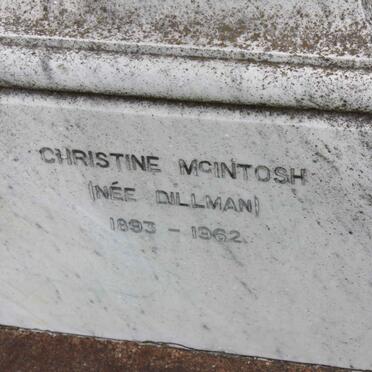 CHRISTINE McINTOSH
(NÉE DILLMAN)
1893 - 1962